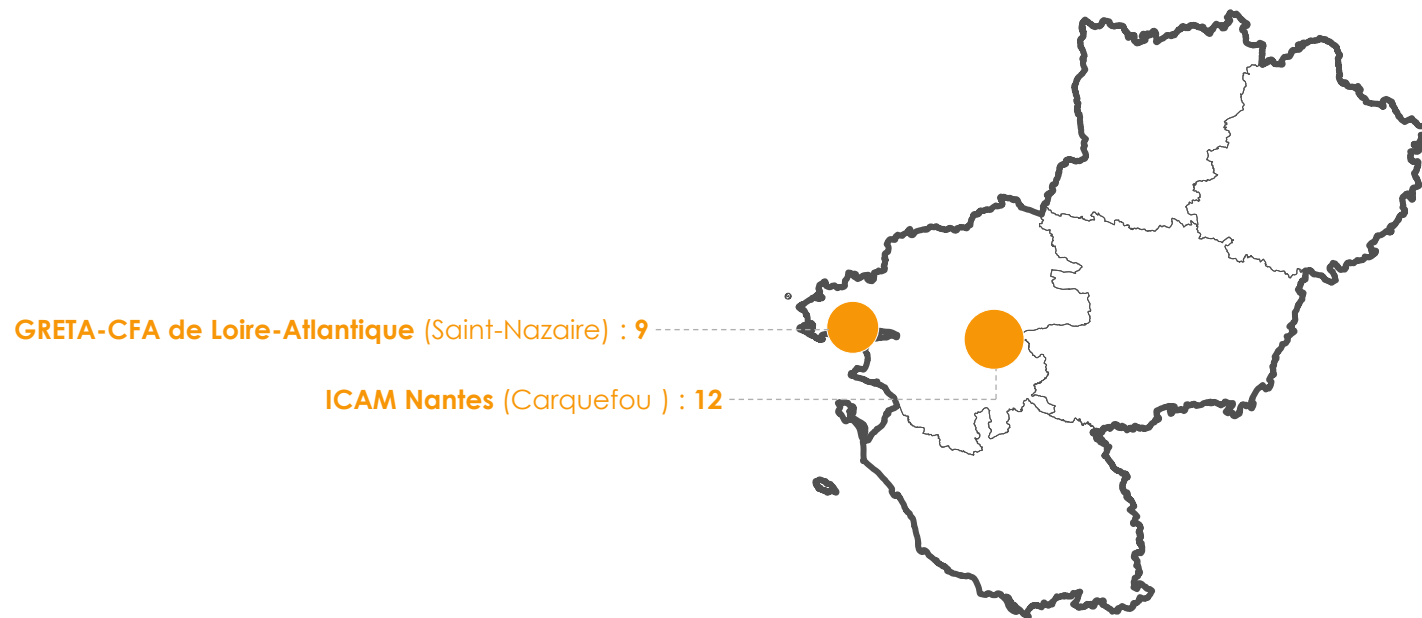 GRETA-CFA de Loire-Atlantique (Saint-Nazaire) : 9
ICAM Nantes (Carquefou ) : 12